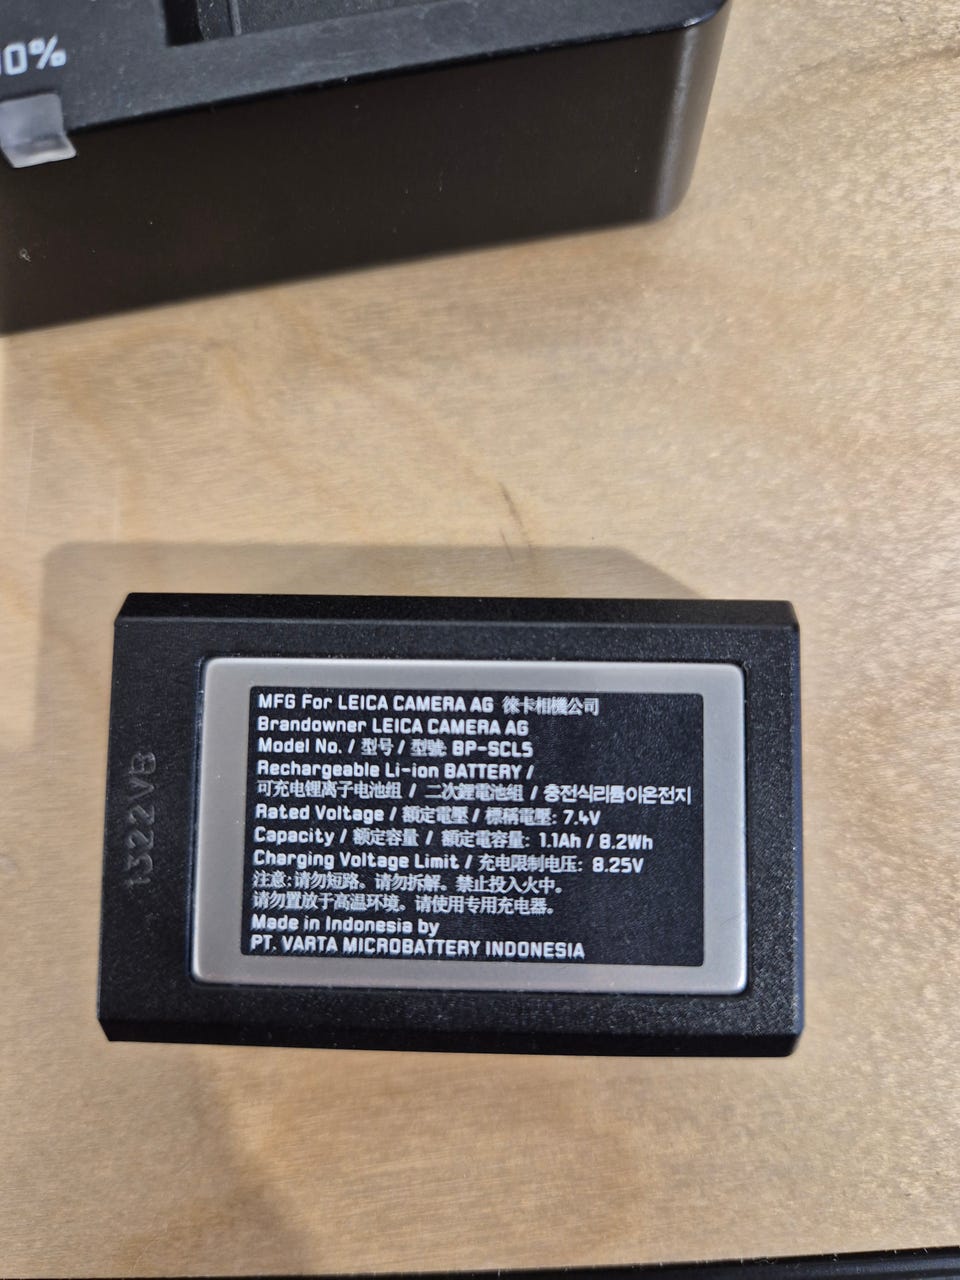 00%
MFG For LEICA CAMERA AG 徠卡相機公司
Brandowner LEICA CAMERA AG
Model No. / 型号 / 型號: BP-SCL5
Rechargeable Li-ion BATTERY /
可充电锂离子电池组 / 二次鋰電池組 / 충전식리튬이온전지
Rated Voltage / 額定電壓 / 標稱電壓: 7.4V
Capacity / 额定容量 / 額定電容量: 1.1Ah / 8.2Wh
Charging Voltage Limit / 充电限制电压: 8.25V
注意:请勿短路。请勿拆解。禁止投入火中。
请勿置放于高温环境。请使用专用充电器。
Made in Indonesia by
PT. VARTA MICROBATTERY INDONESIA
1322VB